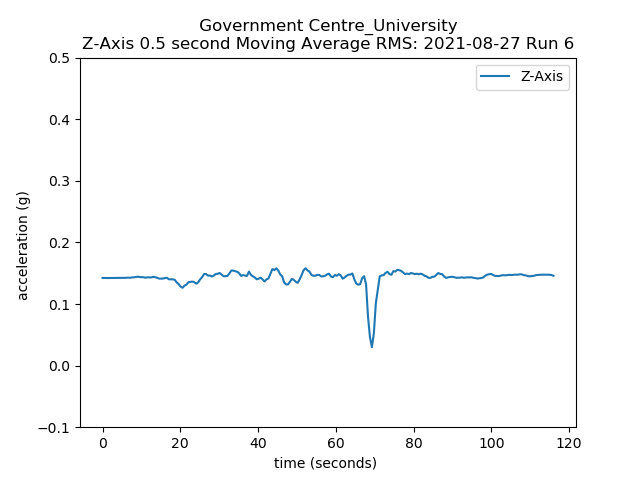 Government Centre_University
Z-Axis 0.5 second Moving Average RMS: 2021-08-27 Run 6
Z-Axis
0.5
0.4
0.3
0.2
0.1
0.0
−0.1
acceleration (g)
0 20 40 60 80 100 120
time (seconds)